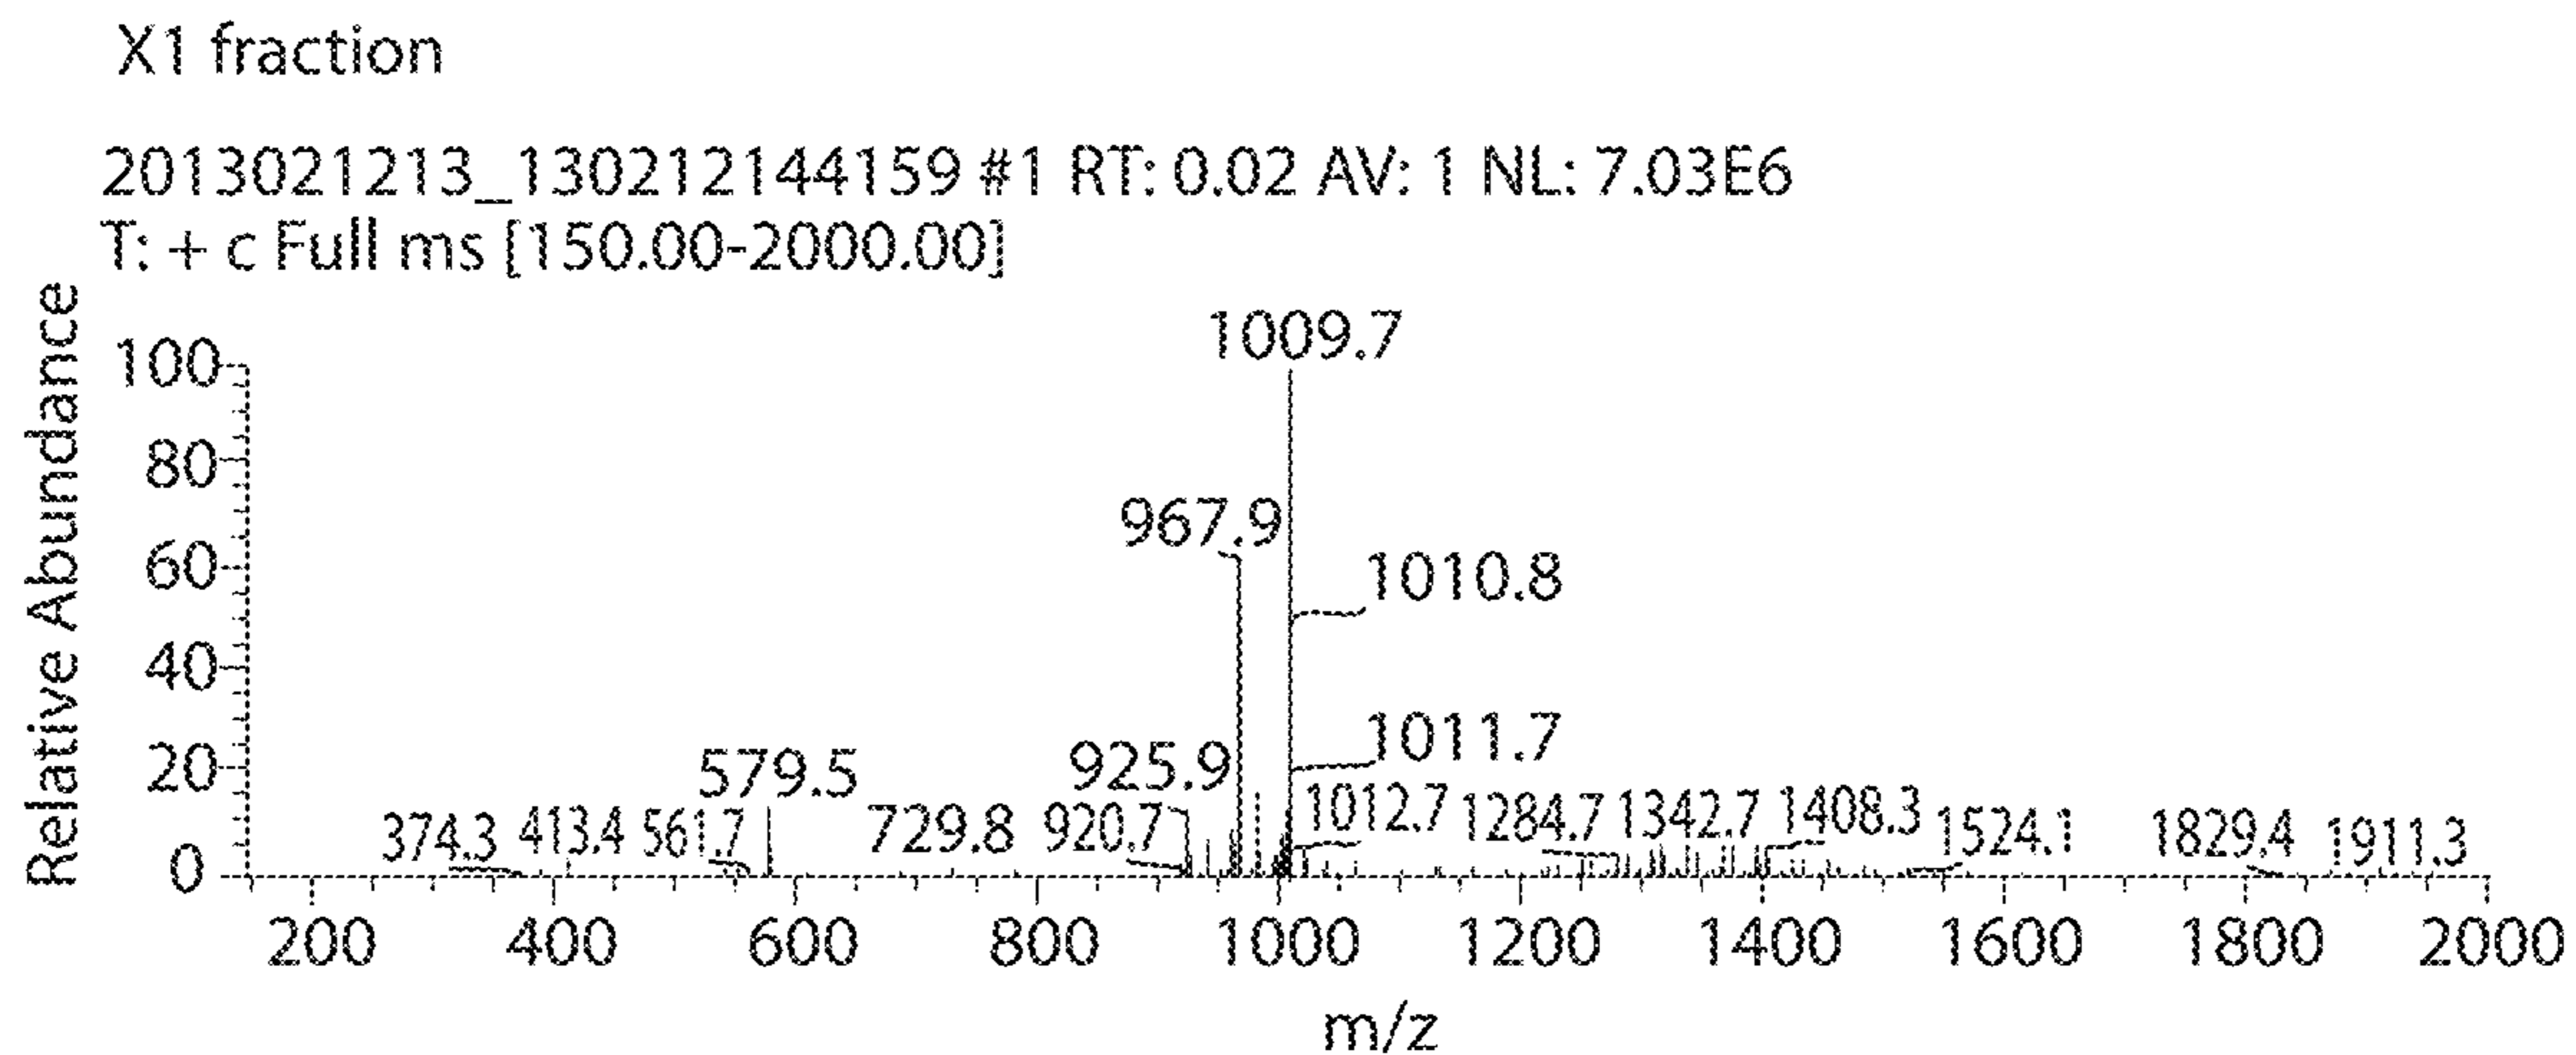 X1 fraction
2013021213_130212144159 #1 RT: 0.02 AV: 1 NL: 7.03E6
T: + c Full ms [150.00-2000.00]
Relative Abundance
100
80
60
40
20
0
1009.7
967.9
1010.8
1011.7
925.9
579.5
374.3 413.4 561.7 729.8 920.7 1012.7 1284.7 1342.7 1408.3 1524.1 1829.4 1911.3
200 400 600 800 1000 1200 1400 1600 1800 2000
m/z